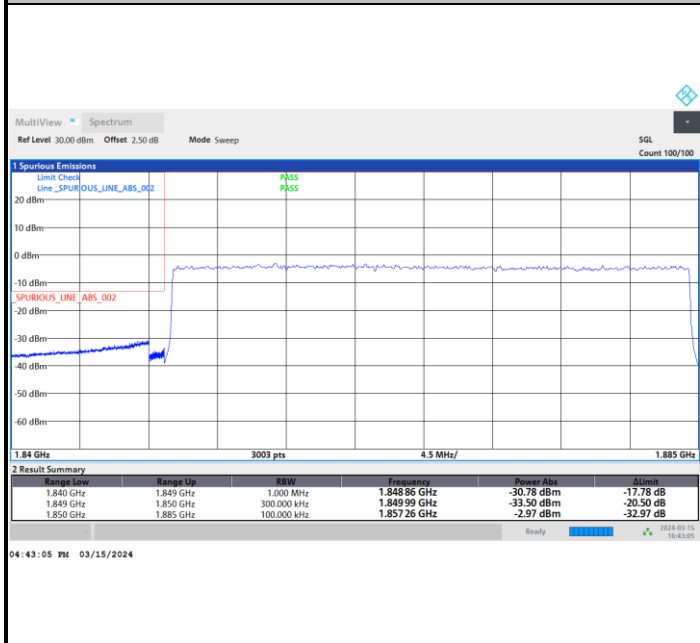 MultiView Spectrum
Ref Level 30.00 dBm Offset 2.50 dB Mode Sweep SGL
Count 100/100
1 Spurious Emissions
Limit Check PASS
Line _SPURIOUS_LINE_ABS_002 PASS
20 dBm
10 dBm
0 dBm
-10 dBm
_SPURIOUS_LINE_ABS_002
-20 dBm
-30 dBm
-40 dBm
-50 dBm
-60 dBm
1.84 GHz 3003 pts 4.5 MHz/ 1.885 GHz
2 Result Summary
Range Low Range Up RBW Frequency Power Abs ΔLimit
1.840 GHz 1.849 GHz 1.000 MHz 1.84886 GHz -30.78 dBm -17.78 dB
1.849 GHz 1.850 GHz 300.000 kHz 1.84999 GHz -33.50 dBm -20.50 dB
1.850 GHz 1.885 GHz 100.000 kHz 1.85726 GHz -2.97 dBm -32.97 dB
Ready 2024-03-15
16:43:05
04:43:05 PM 03/15/2024